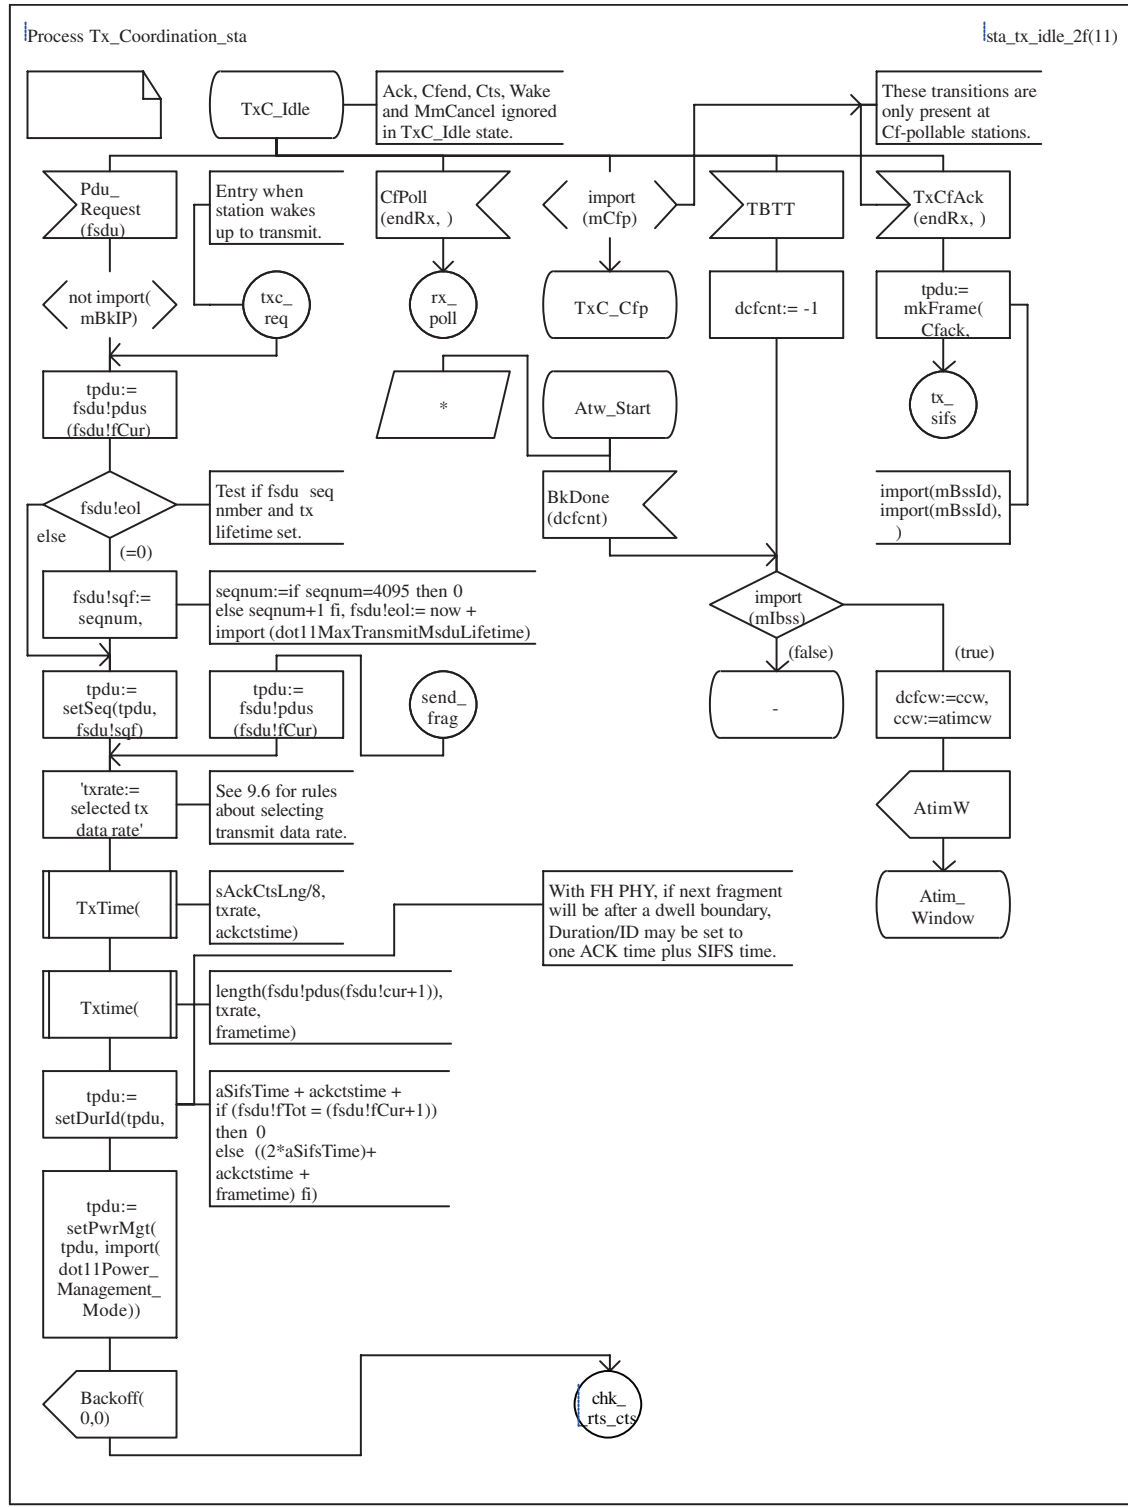 Process Tx_Coordination_sta
sta_tx_idle_2f(11)
TxC_Idle
Ack, Cfend, Cts, Wake
and MmCancel ignored
in TxC_Idle state.
These transitions are
only present at
Cf-pollable stations.
Pdu_
Request
(fsdu)
Entry when
station wakes
up to transmit.
CfPoll
(endRx, )
import
(mCfp)
TBTT
TxCfAck
(endRx, )
not import(
mBkIP)
txc_
req
rx_
poll
TxC_Cfp
dcfcnt:= -1
tpdu:=
mkFrame(
Cfack,
tpdu:=
fsdu!pdus
(fsdu!fCur)
*
Atw_Start
tx_
sifs
fsdu!eol
else
(=0)
Test if fsdu seq
nmber and tx
lifetime set.
BkDone
(dcfcnt)
import(mBssId),
import(mBssId),
)
fsdu!sqf:=
seqnum,
seqnum:=if seqnum=4095 then 0
else seqnum+1 fi, fsdu!eol:= now +
import (dot11MaxTransmitMsduLifetime)
import
(mIbss)
(false)
(true)
tpdu:=
setSeq(tpdu,
fsdu!sqf)
tpdu:=
fsdu!pdus
(fsdu!fCur)
send_
frag
-
dcfcw:=ccw,
ccw:=atimcw
'txrate:=
selected tx
data rate'
See 9.6 for rules
about selecting
transmit data rate.
AtimW
TxTime(
sAckCtsLng/8,
txrate,
ackctstime)
With FH PHY, if next fragment
will be after a dwell boundary,
Duration/ID may be set to
one ACK time plus SIFS time.
Atim_
Window
Txtime(
length(fsdu!pdus(fsdu!cur+1)),
txrate,
frametime)
tpdu:=
setDurId(tpdu,
aSifsTime + ackctstime +
if (fsdu!fTot = (fsdu!fCur+1))
then 0
else ((2*aSifsTime)+
ackctstime +
frametime) fi)
tpdu:=
setPwrMgt(
tpdu, import(
dot11Power_
Management_
Mode))
Backoff(
0,0)
chk_
_rts_cts